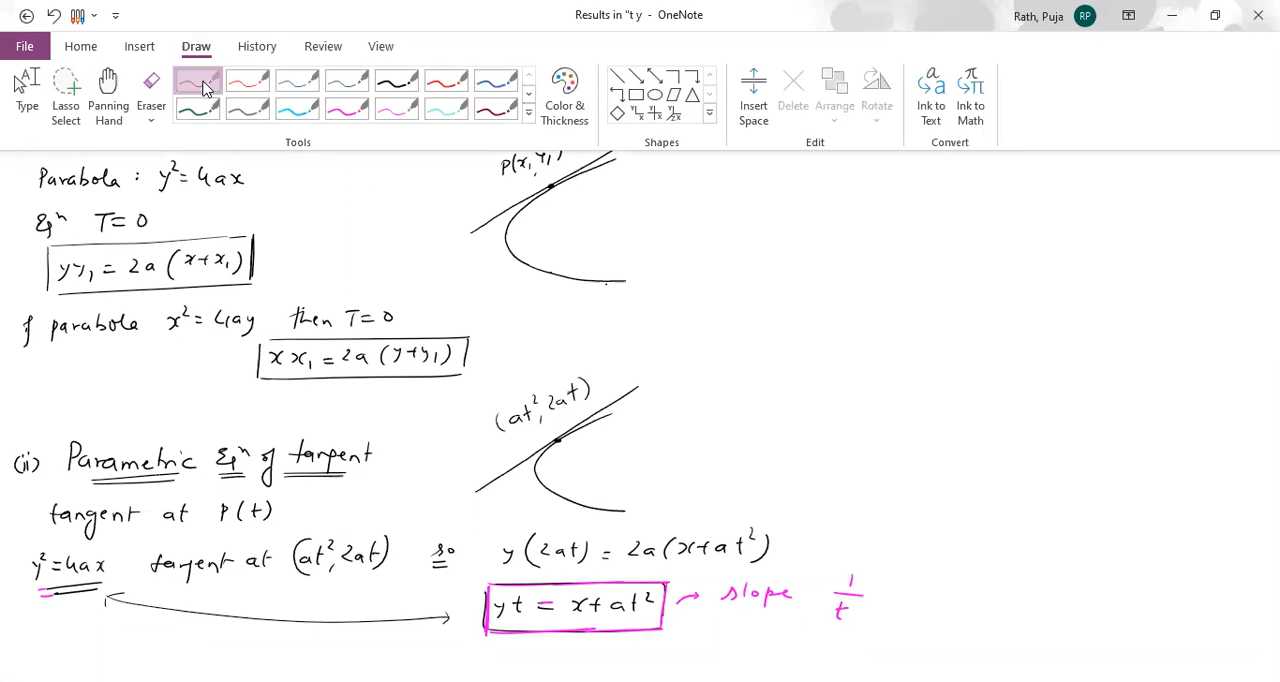 Results in "t y - OneNote
Rath, Puja RP
File Home Insert Draw History Review View
Type Lasso Select Panning Hand Eraser Color & Thickness Insert Space Delete Arrange Rotate Ink to Text Ink to Math
Tools Shapes Edit Convert
P(x₁, y₁)
Parabola : y² = 4ax
Eqⁿ T = 0
yy₁ = 2a (x+x₁)
f parabola x² = 4ay then T = 0
x x₁ = 2a (y+y₁)
(at², 2at)
(ii) Parametric Eqⁿ of tangent
tangent at P(t)
y² = 4ax tangent at (at², 2at) so y(2at) = 2a(x+at²)
yt = x+at² → slope 1/t